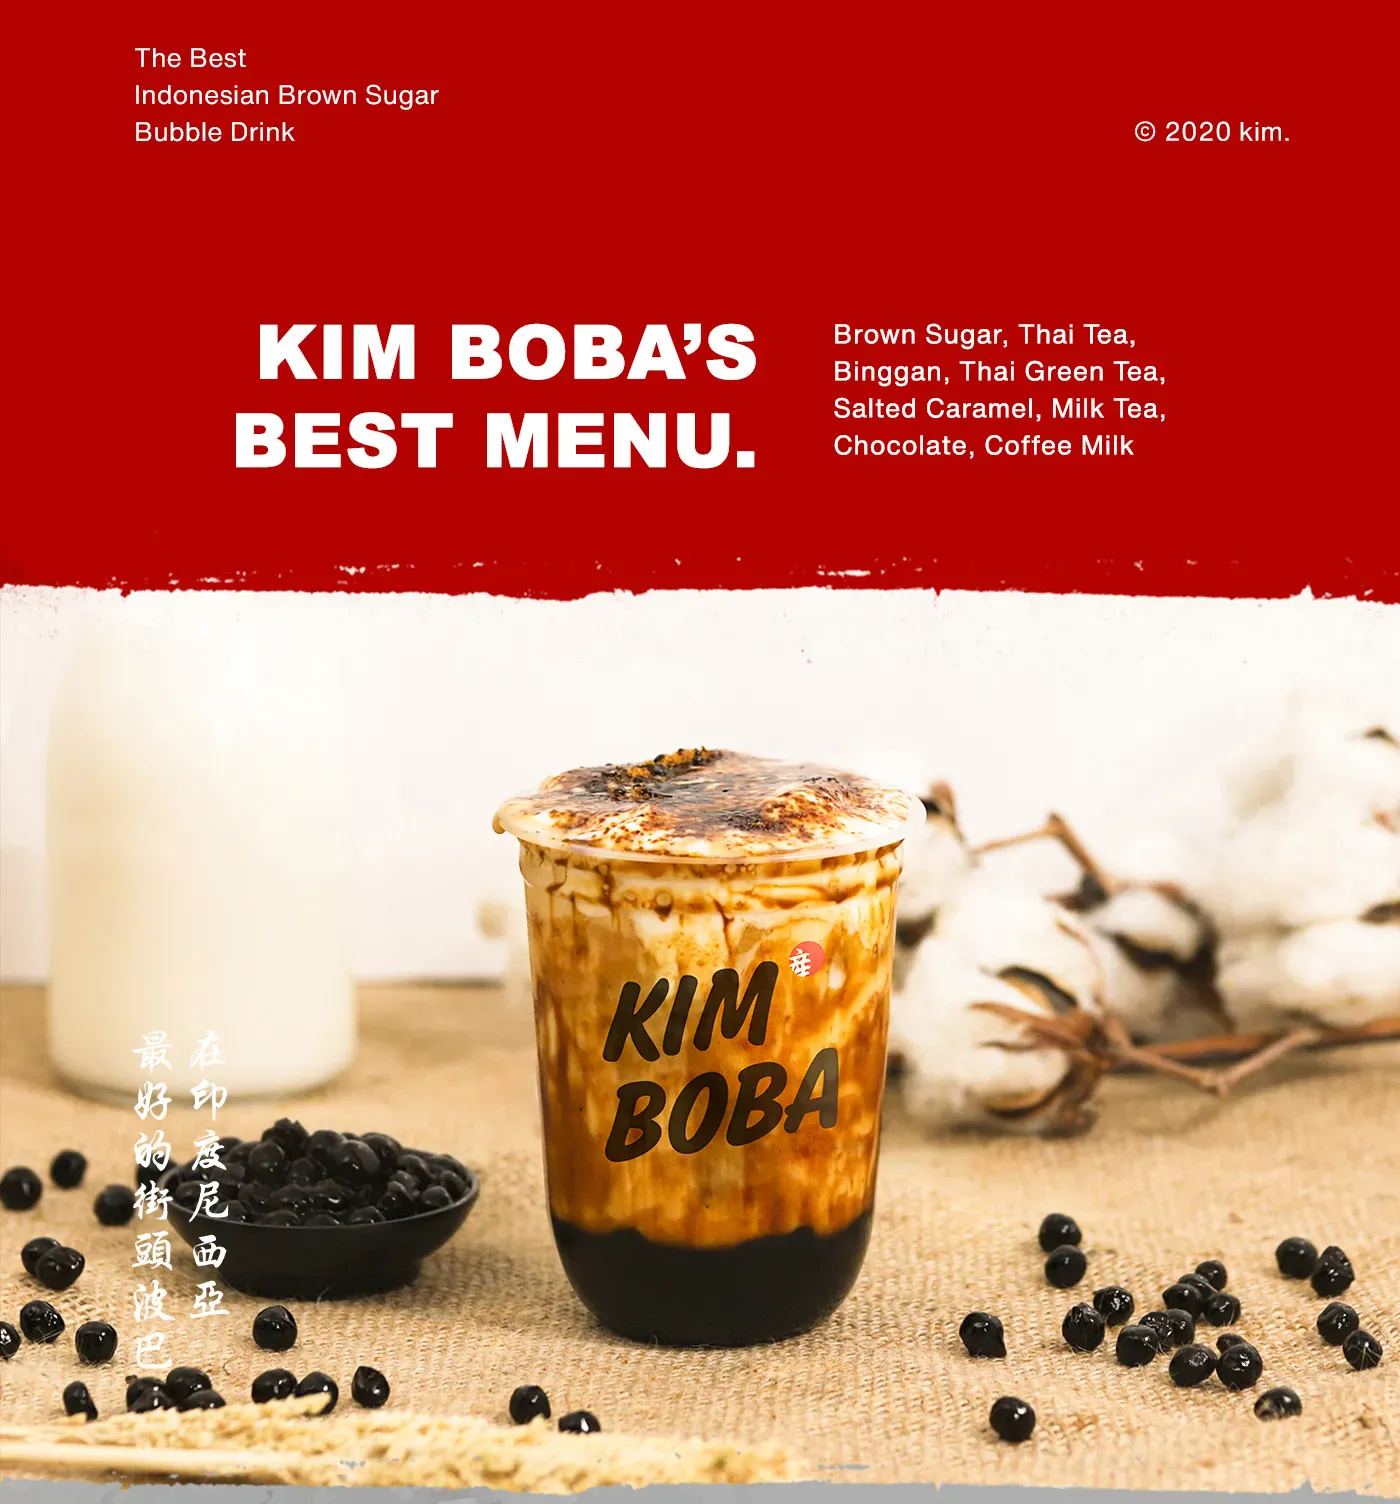 The Best
Indonesian Brown Sugar
Bubble Drink
© 2020 kim.
KIM BOBA’S
BEST MENU.
Brown Sugar, Thai Tea,
Binggan, Thai Green Tea,
Salted Caramel, Milk Tea,
Chocolate, Coffee Milk
KIM
BOBA
在印度尼西亞
最好的街頭波巴